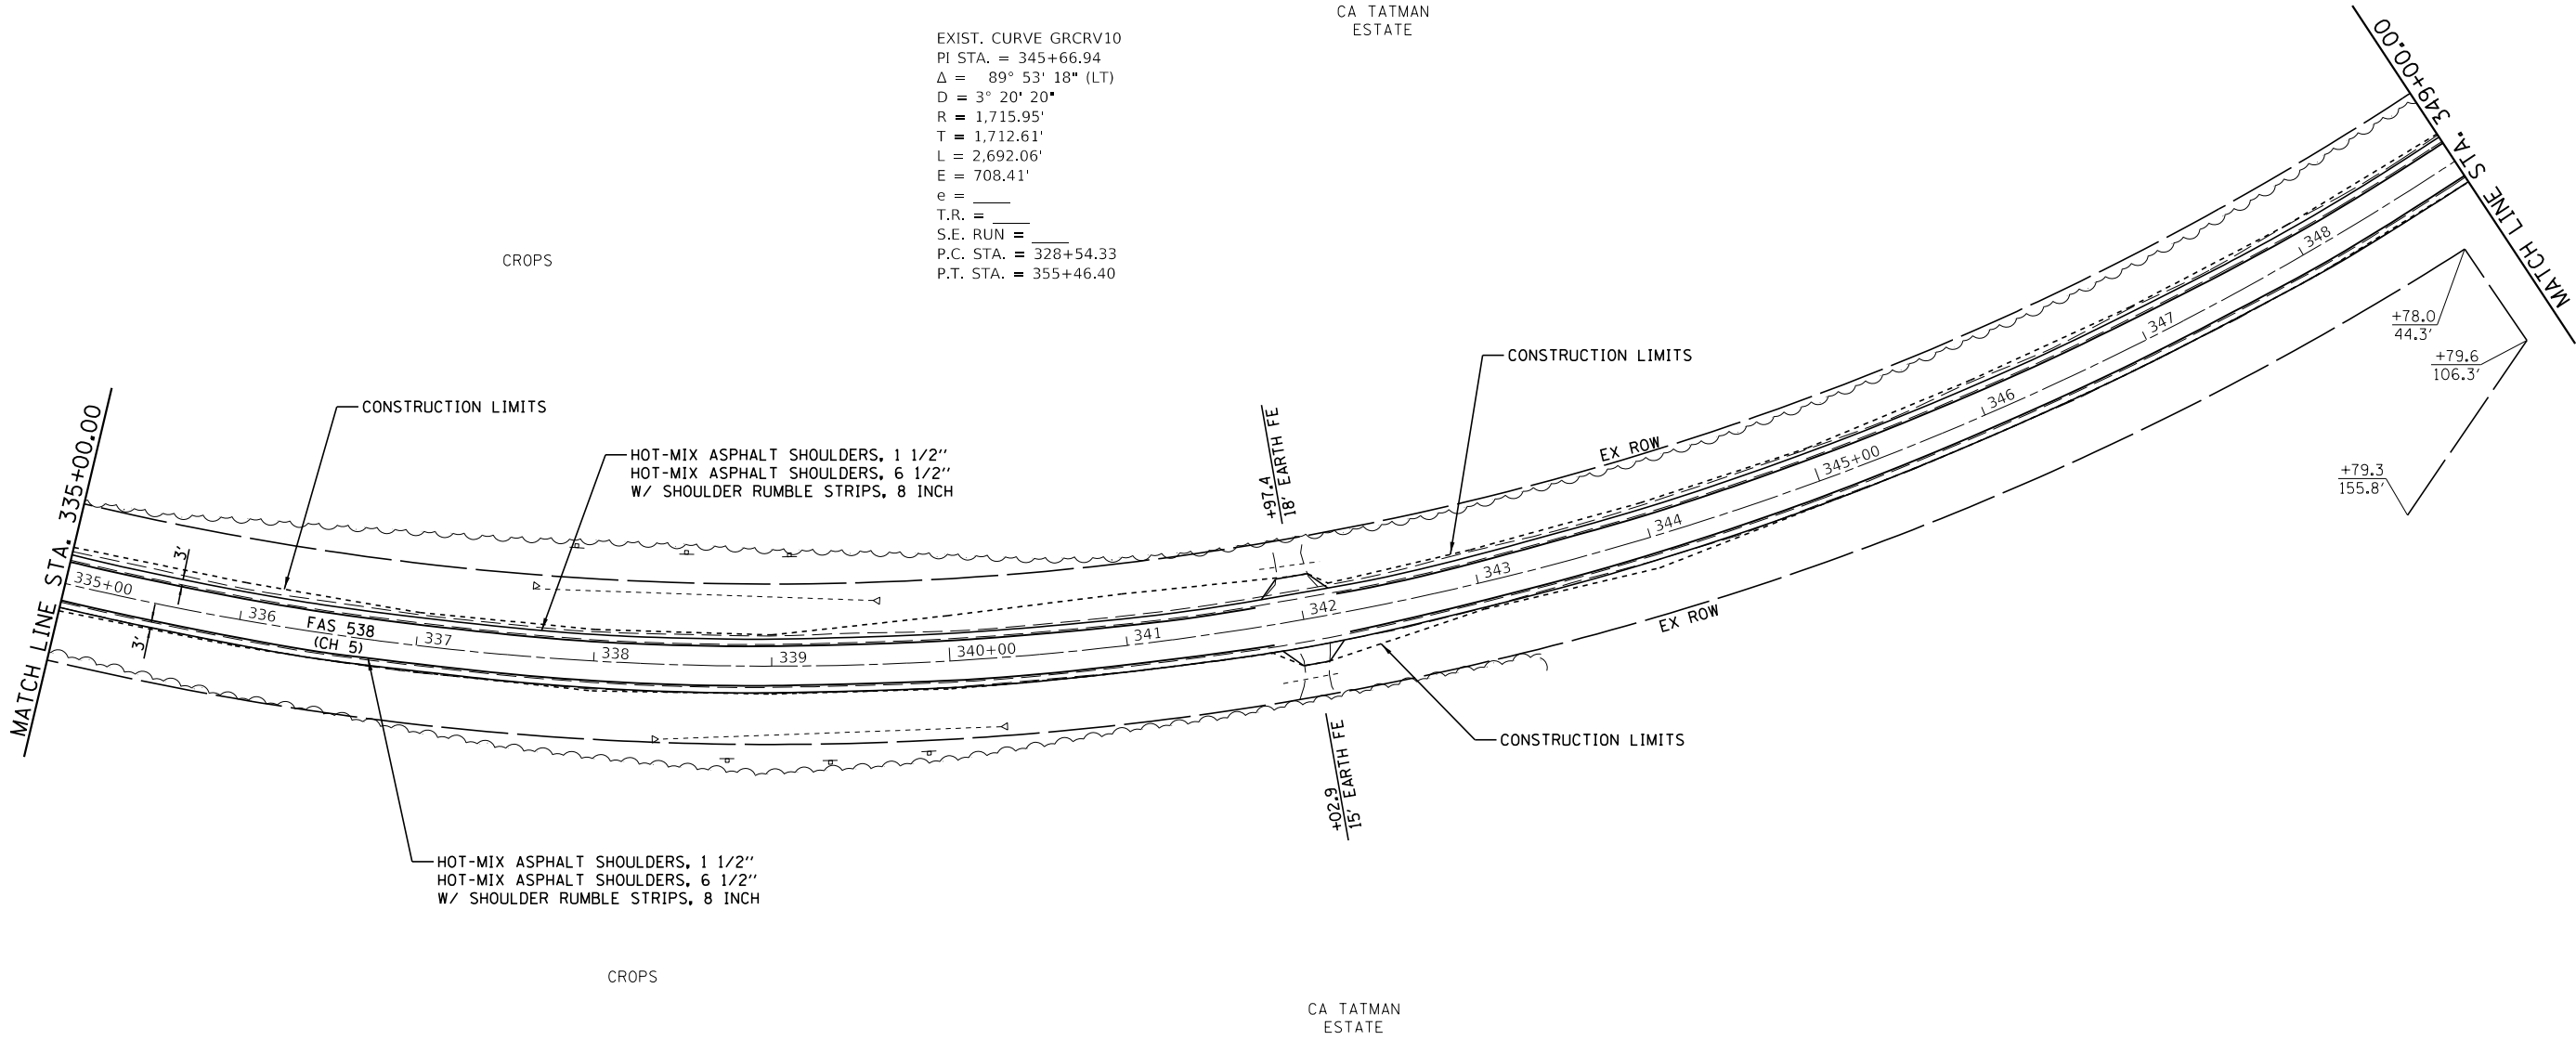 CA TATMAN
ESTATE
EXIST. CURVE GRCRV10
PI STA. = 345+66.94
Δ = 89° 53' 18" (LT)
D = 3° 20' 20"
R = 1,715.95'
T = 1,712.61'
L = 2,692.06'
E = 708.41'
e = ____
T.R. = ____
S.E. RUN = ____
P.C. STA. = 328+54.33
P.T. STA. = 355+46.40
CROPS
MATCH LINE STA. 349+00.00
MATCH LINE STA. 335+00.00
CONSTRUCTION LIMITS
HOT-MIX ASPHALT SHOULDERS, 1 1/2"
HOT-MIX ASPHALT SHOULDERS, 6 1/2"
W/ SHOULDER RUMBLE STRIPS, 8 INCH
+97.4
18' EARTH FE
CONSTRUCTION LIMITS
EX ROW
+78.0
44.3'
+79.6
106.3'
+79.3
155.8'
3'
3'
335+00
336
FAS 538
(CH 5)
337
338
339
340+00
341
342
343
344
345+00
346
347
348
EX ROW
CONSTRUCTION LIMITS
+02.9
15' EARTH FE
HOT-MIX ASPHALT SHOULDERS, 1 1/2"
HOT-MIX ASPHALT SHOULDERS, 6 1/2"
W/ SHOULDER RUMBLE STRIPS, 8 INCH
CROPS
CA TATMAN
ESTATE